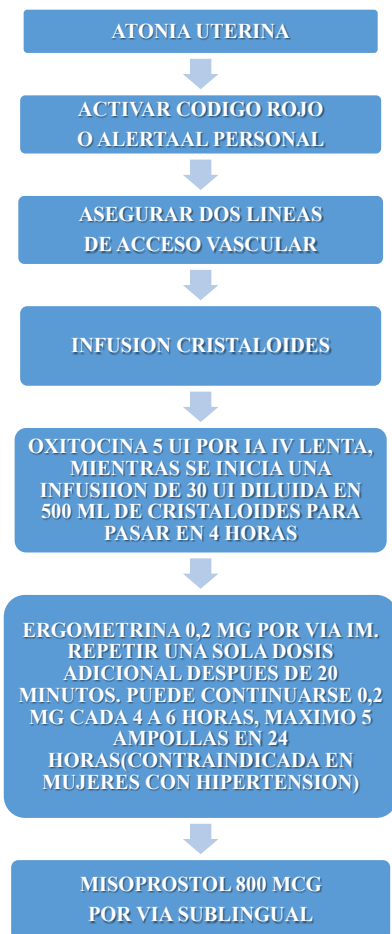 ATONIA UTERINA
ACTIVAR CODIGO ROJO
O ALERTAAL PERSONAL
ASEGURAR DOS LINEAS
DE ACCESO VASCULAR
INFUSION CRISTALOIDES
OXITOCINA 5 UI POR IA IV LENTA,
MIENTRAS SE INICIA UNA
INFUSIION DE 30 UI DILUIDA EN
500 ML DE CRISTALOIDES PARA
PASAR EN 4 HORAS
ERGOMETRINA 0,2 MG POR VIA IM.
REPETIR UNA SOLA DOSIS
ADICIONAL DESPUES DE 20
MINUTOS. PUEDE CONTINUARSE 0,2
MG CADA 4 A 6 HORAS, MAXIMO 5
AMPOLLAS EN 24
HORAS(CONTRAINDICADA EN
MUJERES CON HIPERTENSION)
MISOPROSTOL 800 MCG
POR VIA SUBLINGUAL